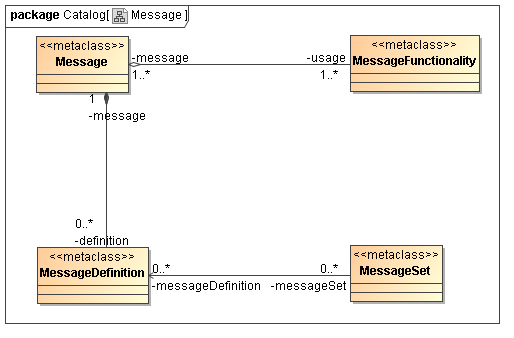 package Catalog[ Message ]
<<metaclass>>
Message
-message
1..*
-usage
1..*
<<metaclass>>
MessageFunctionality
1
-message
0..*
-definition
<<metaclass>>
MessageDefinition
0..*
-messageDefinition
0..*
-messageSet
<<metaclass>>
MessageSet